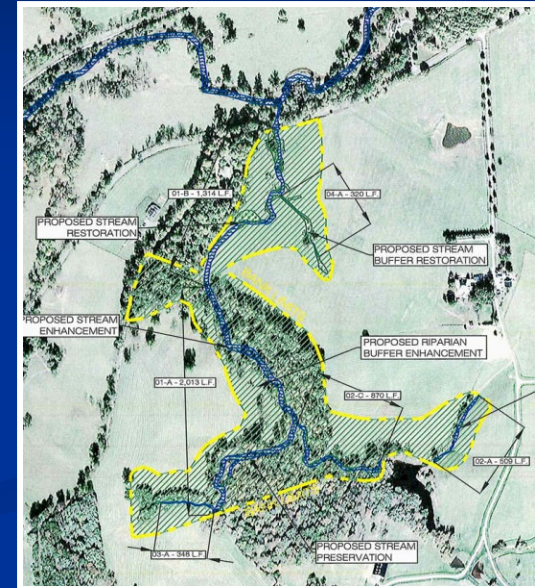 01-B - 1,314 L.F.
04-A - 320 L.F.
PROPOSED STREAM
RESTORATION
PROPOSED STREAM
BUFFER RESTORATION
PROPOSED STREAM
ENHANCEMENT
PROPOSED RIPARIAN
BUFFER ENHANCEMENT
01-A - 2,013 L.F.
02-C - 870 L.F.
02-A - 509 L.F.
03-A - 348 L.F.
PROPOSED STREAM
PRESERVATION